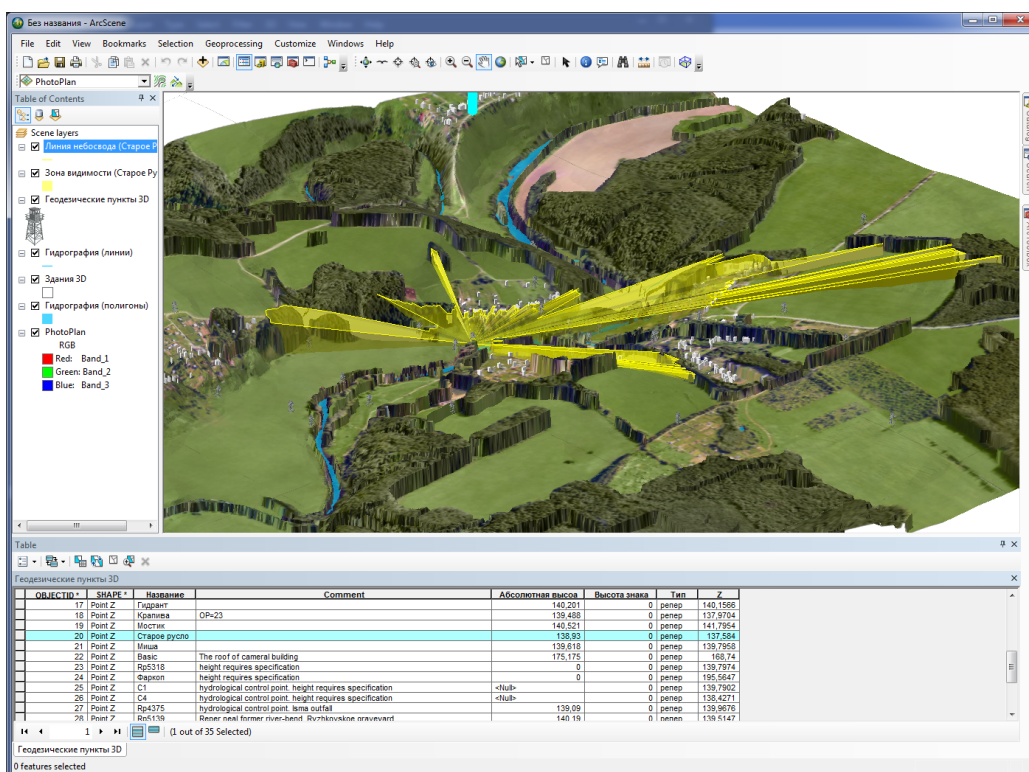 Без названия - ArcScene
File Edit View Bookmarks Selection Geoprocessing Customize Windows Help
PhotoPlan
Table of Contents
Scene layers
Линия небосвода (Старое Р
Зона видимости (Старое Ру
Геодезические пункты 3D
Гидрография (линии)
Здания 3D
Гидрография (полигоны)
PhotoPlan
RGB
Red: Band_1
Green: Band_2
Blue: Band_3
Table
Геодезические пункты 3D
OBJECTID * SHAPE * Название Comment Абсолютная высоа Высота знака Тип Z
17 Point Z Гидрант 140,201 0 репер 140,1566
18 Point Z Крапива OP=23 139,488 0 репер 137,9704
19 Point Z Мостик 140,521 0 репер 141,7954
20 Point Z Старое русло 138,93 0 репер 137,584
21 Point Z Миша 139,618 0 репер 139,7958
22 Point Z Basic The roof of cameral building 175,175 0 репер 168,74
23 Point Z Rp5318 height requires specification 0 0 репер 139,7974
24 Point Z Фаркоп height requires specification 0 0 репер 195,5647
25 Point Z C1 hydrological control point. height requires specification <Null> 0 репер 139,7902
26 Point Z C4 hydrological control point. height requires specification <Null> 0 репер 138,4271
27 Point Z Rp4375 hydrological control point. Isma outfall 139,09 0 репер 139,9676
28 Point Z Rp5139 Reper neal former river-bend. Ryzhkovskoe graveyard 140,19 0 репер 139,5147
1 (1 out of 35 Selected)
Геодезические пункты 3D
0 features selected